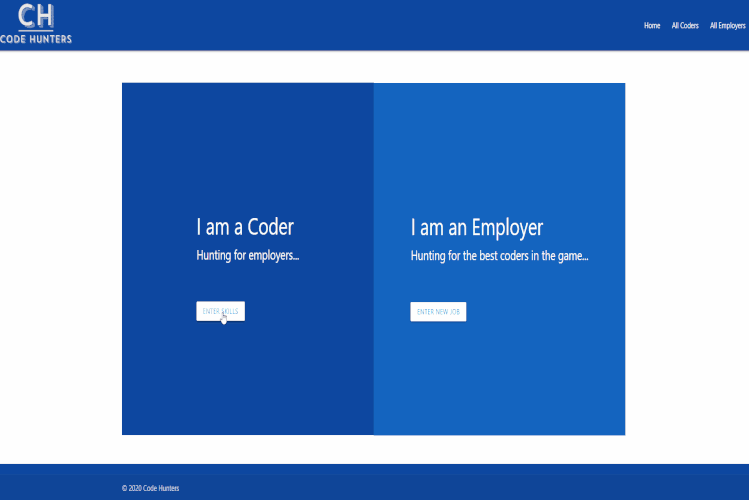 CH
CODE HUNTERS
Home All Coders All Employers
I am a Coder
Hunting for employers...
ENTER SKILLS
I am an Employer
Hunting for the best coders in the game...
ENTER NEW JOB
© 2020 Code Hunters